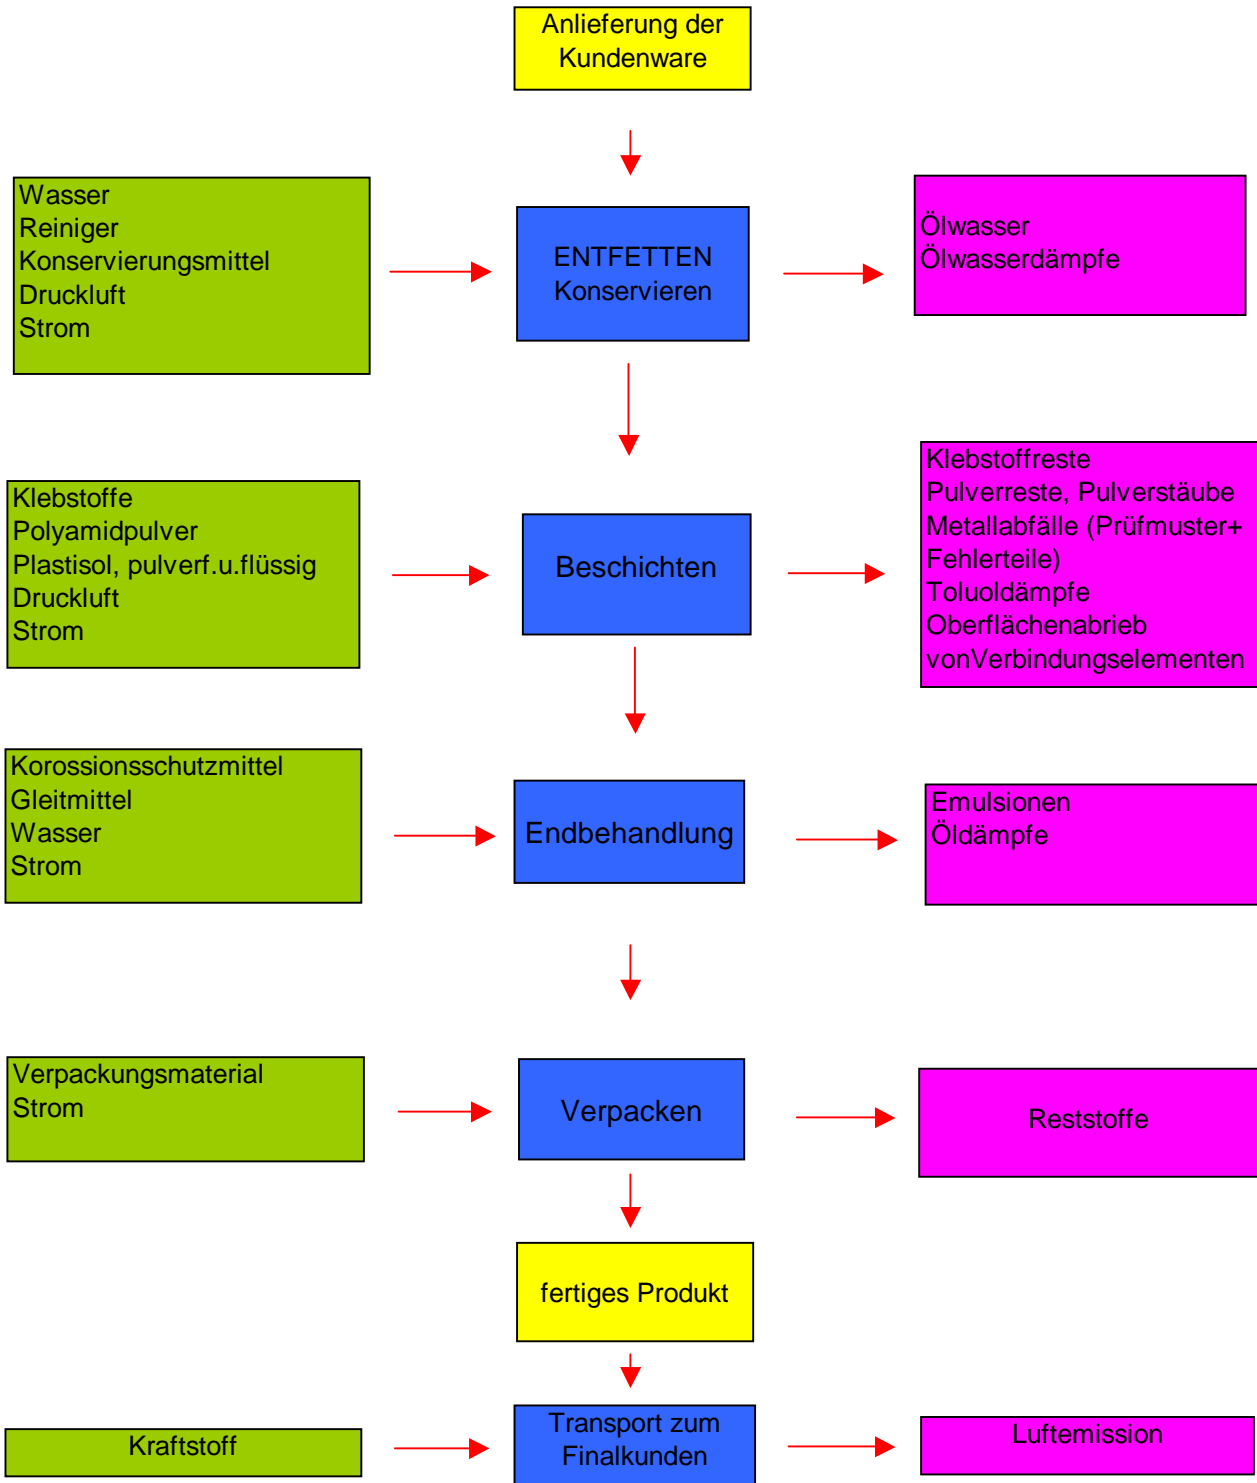 Anlieferung der
Kundenware
Wasser
Reiniger
Konservierungsmittel
Druckluft
Strom
ENTFETTEN
Konservieren
Ölwasser
Ölwasserdämpfe
Klebstoffe
Polyamidpulver
Plastisol, pulverf.u.flüssig
Druckluft
Strom
Beschichten
Klebstoffreste
Pulverreste, Pulverstäube
Metallabfälle (Prüfmuster+
Fehlerteile)
Toluoldämpfe
Oberflächenabrieb
vonVerbindungselementen
Korossionsschutzmittel
Gleitmittel
Wasser
Strom
Endbehandlung
Emulsionen
Öldämpfe
Verpackungsmaterial
Strom
Verpacken
Reststoffe
fertiges Produkt
Kraftstoff
Transport zum
Finalkunden
Luftemission